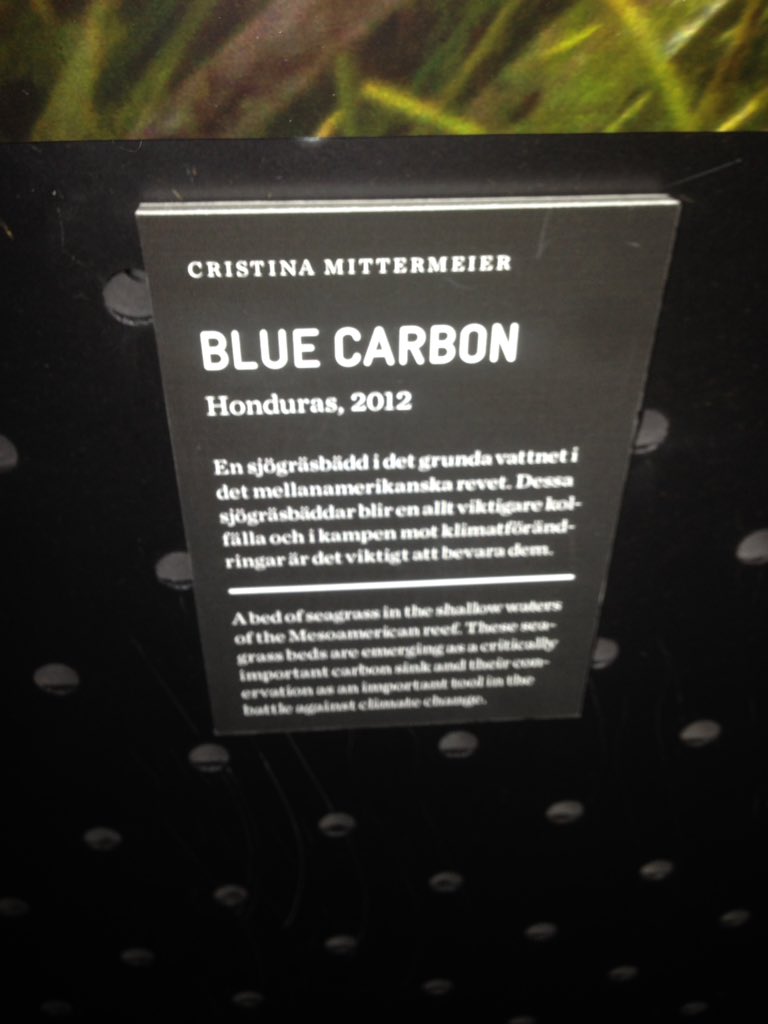 CRISTINA MITTERMEIER
BLUE CARBON
Honduras, 2012
En sjögräsbädd i det grunda vattnet i
det mellanamerikanska revet. Dessa
sjögräsbäddar blir en allt viktigare kol-
fälla och i kampen mot klimatföränd-
ringar är det viktigt att bevara dem.
A bed of seagrass in the shallow waters
of the Mesoamerican reef. These sea-
grass beds are emerging as a critically
important carbon sink and their con-
ervation as an important tool in the
battle against climate change.